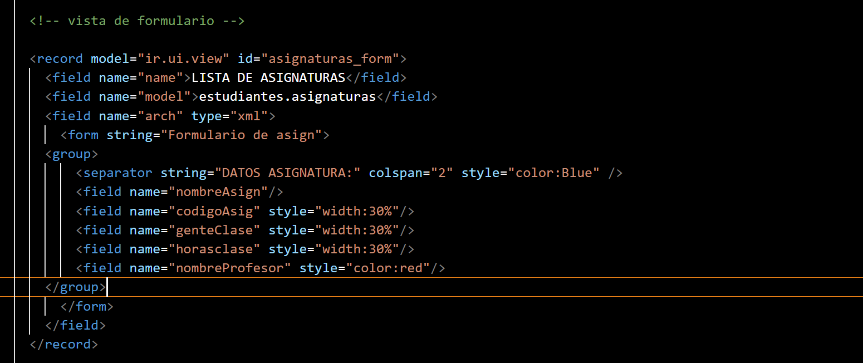 <!-- vista de formulario -->
<record model="ir.ui.view" id="asignaturas_form">
<field name="name">LISTA DE ASIGNATURAS</field>
<field name="model">estudiantes.asignaturas</field>
<field name="arch" type="xml">
<form string="Formulario de asign">
<group>
<separator string="DATOS ASIGNATURA:" colspan="2" style="color:Blue" />
<field name="nombreAsign"/>
<field name="codigoAsig" style="width:30%"/>
<field name="genteClase" style="width:30%"/>
<field name="horasclase" style="width:30%"/>
<field name="nombreProfesor" style="color:red"/>
</group>
</form>
</field>
</record>